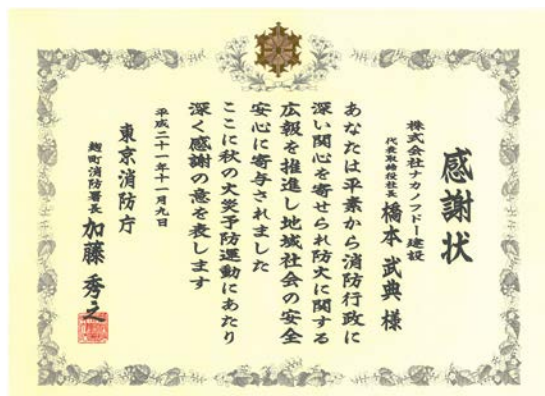 感謝状
株式会社ナカノフドー建設
代表取締役社長 橋本武典様
あなたは平素から消防行政に
深い関心を寄せられ防火に関する
広報を推進し地域社会の安全
安心に寄与されました
ここに秋の火災予防運動にあたり
深く感謝の意を表します
平成二十一年十一月九日
東京消防庁
麹町消防署長 加藤秀之